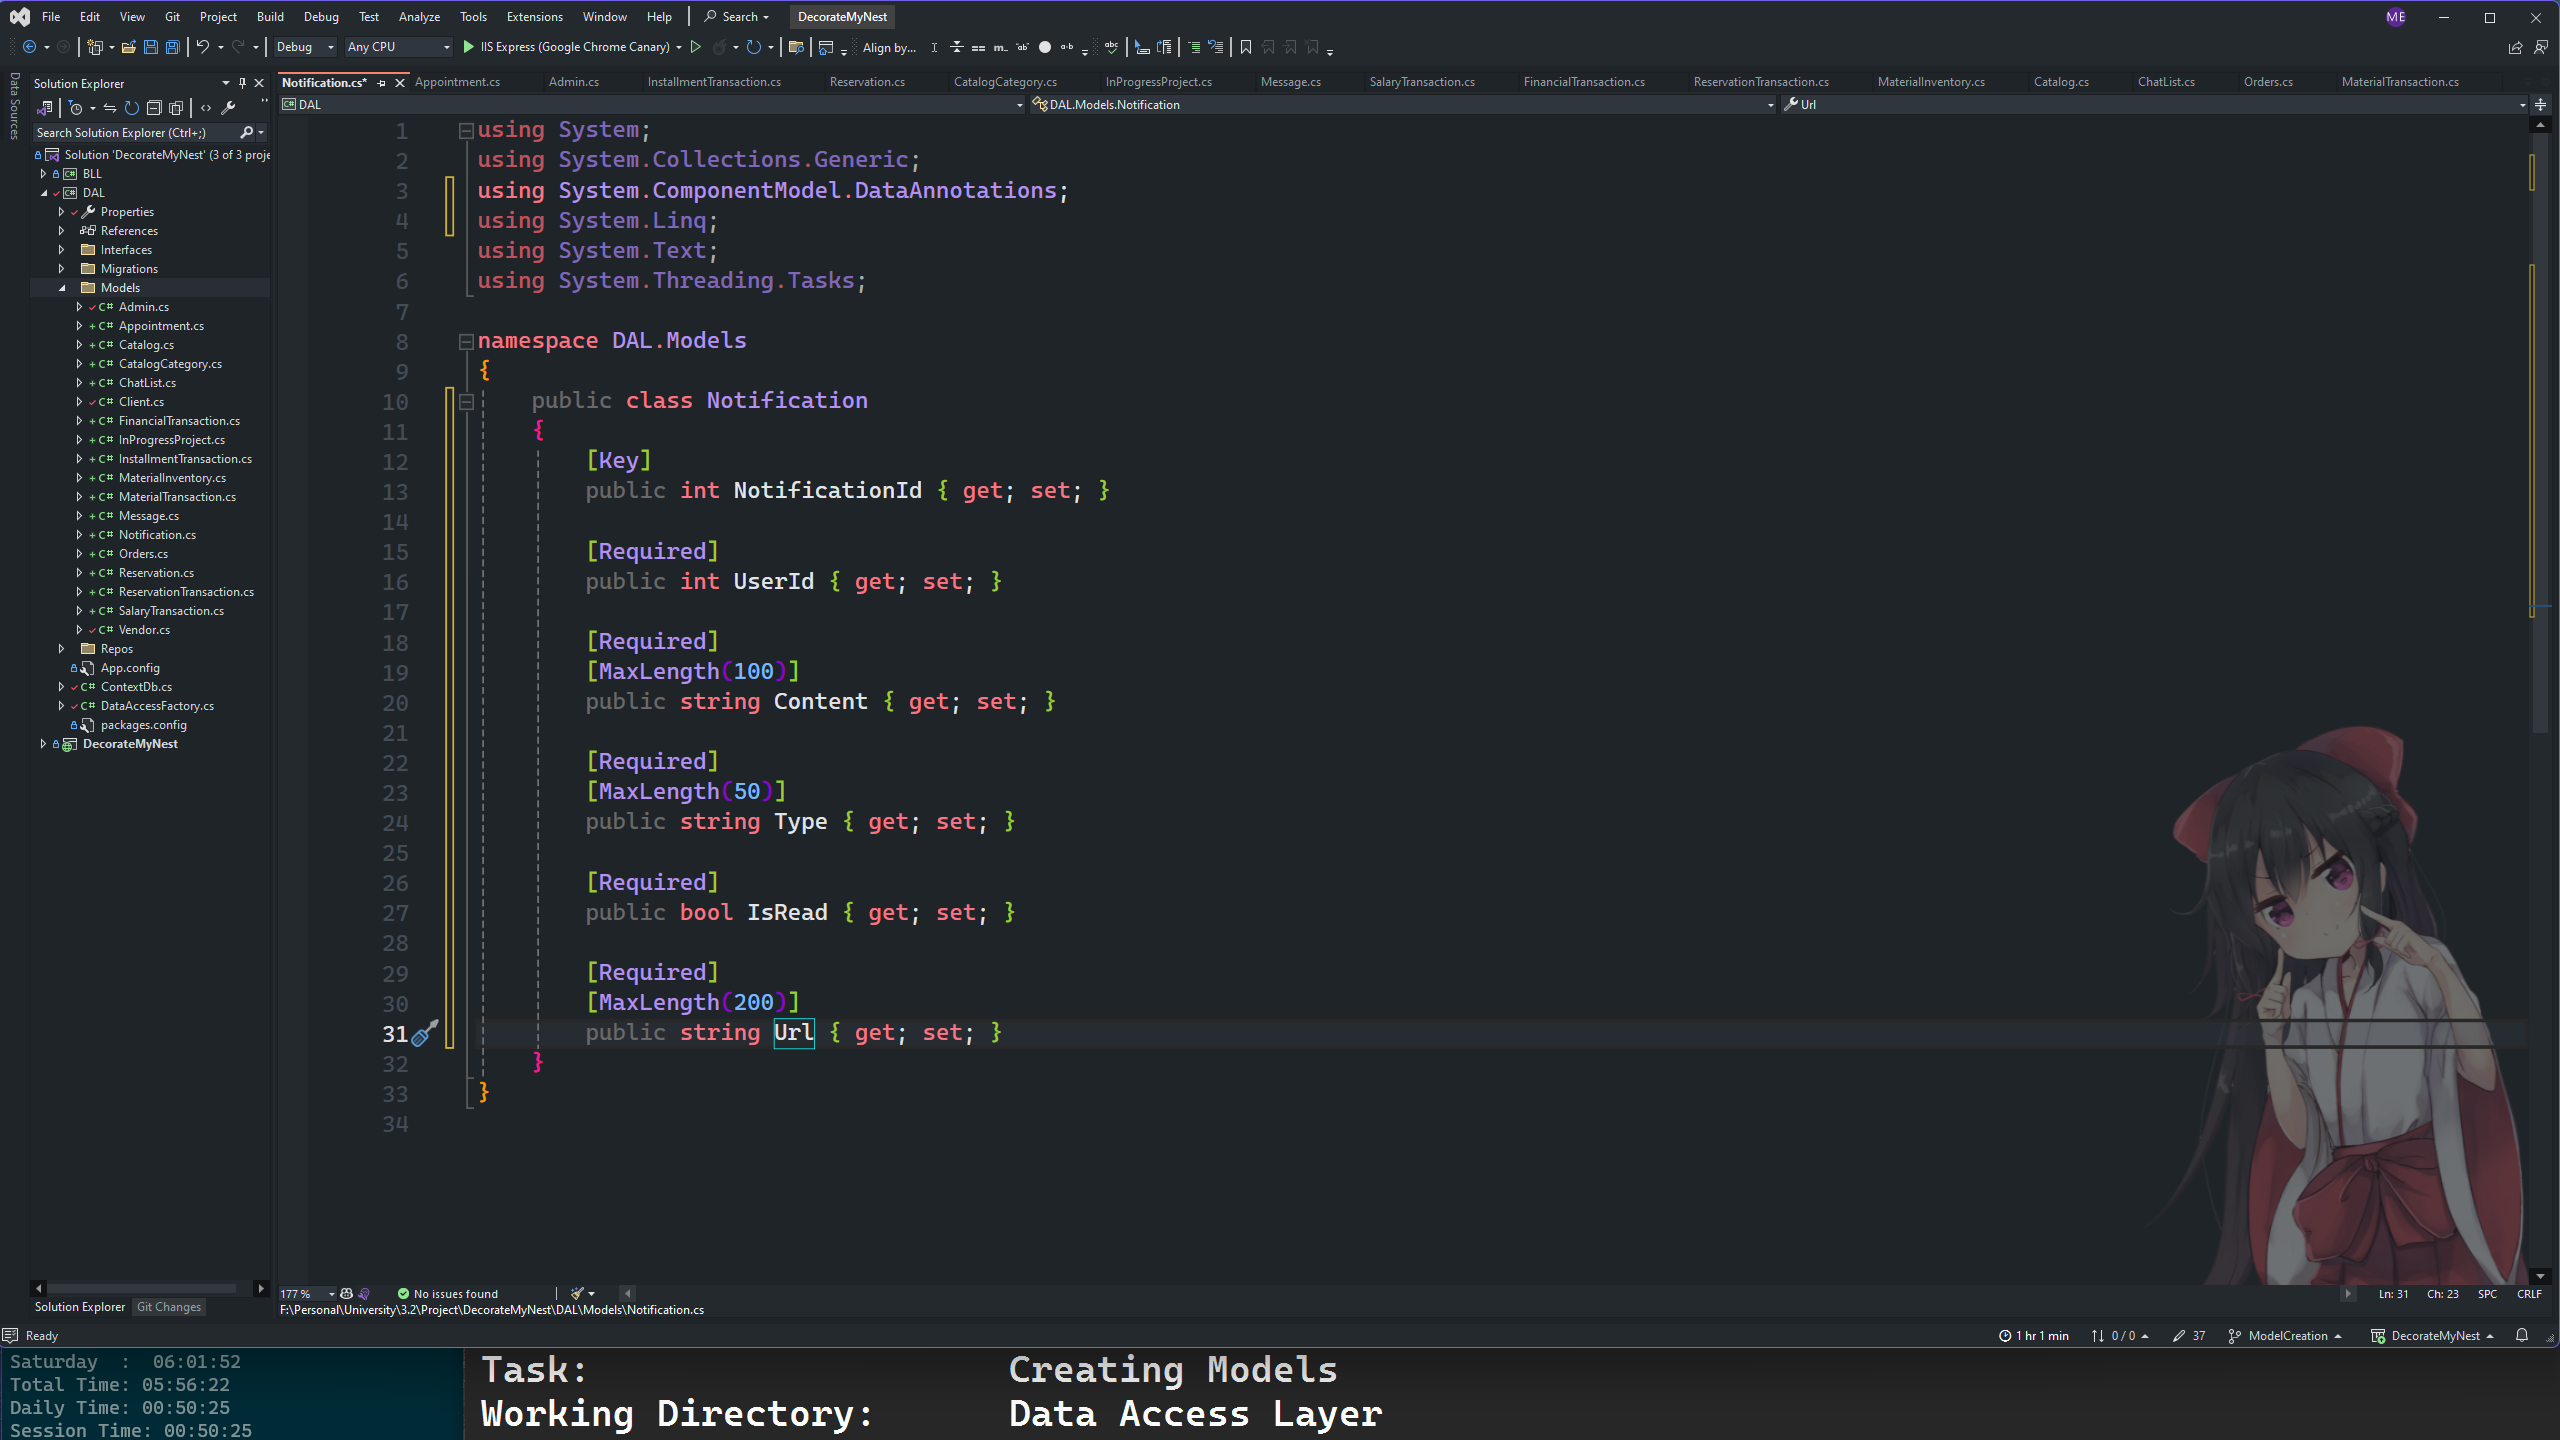 File Edit View Git Project Build Debug Test Analyze Tools Extensions Window Help Search DecorateMyNest ME
Debug Any CPU IIS Express (Google Chrome Canary) Align by...
Data Sources
Solution Explorer
Search Solution Explorer (Ctrl+;)
Solution 'DecorateMyNest' (3 of 3 proje
BLL
DAL
Properties
References
Interfaces
Migrations
Models
C# Admin.cs
C# Appointment.cs
C# Catalog.cs
C# CatalogCategory.cs
C# ChatList.cs
C# Client.cs
C# FinancialTransaction.cs
C# InProgressProject.cs
C# InstallmentTransaction.cs
C# MaterialInventory.cs
C# MaterialTransaction.cs
C# Message.cs
C# Notification.cs
C# Orders.cs
C# Reservation.cs
C# ReservationTransaction.cs
C# SalaryTransaction.cs
C# Vendor.cs
Repos
App.config
C# ContextDb.cs
C# DataAccessFactory.cs
packages.config
DecorateMyNest
Solution Explorer Git Changes
Notification.cs* Appointment.cs Admin.cs InstallmentTransaction.cs Reservation.cs CatalogCategory.cs InProgressProject.cs Message.cs SalaryTransaction.cs FinancialTransaction.cs ReservationTransaction.cs MaterialInventory.cs Catalog.cs ChatList.cs Orders.cs MaterialTransaction.cs
DAL DAL.Models.Notification Url
1 using System;
2 using System.Collections.Generic;
3 using System.ComponentModel.DataAnnotations;
4 using System.Linq;
5 using System.Text;
6 using System.Threading.Tasks;
7
8 namespace DAL.Models
9 {
10 public class Notification
11 {
12 [Key]
13 public int NotificationId { get; set; }
14
15 [Required]
16 public int UserId { get; set; }
17
18 [Required]
19 [MaxLength(100)]
20 public string Content { get; set; }
21
22 [Required]
23 [MaxLength(50)]
24 public string Type { get; set; }
25
26 [Required]
27 public bool IsRead { get; set; }
28
29 [Required]
30 [MaxLength(200)]
31 public string Url { get; set; }
32 }
33 }
34
177 % No issues found Ln: 31 Ch: 23 SPC CRLF
F:\Personal\University\3.2\Project\DecorateMyNest\DAL\Models\Notification.cs
Ready 1 hr 1 min 0 / 0 37 ModelCreation DecorateMyNest
Saturday : 06:01:52
Total Time: 05:56:22
Daily Time: 00:50:25
Session Time: 00:50:25
Task: Creating Models
Working Directory: Data Access Layer